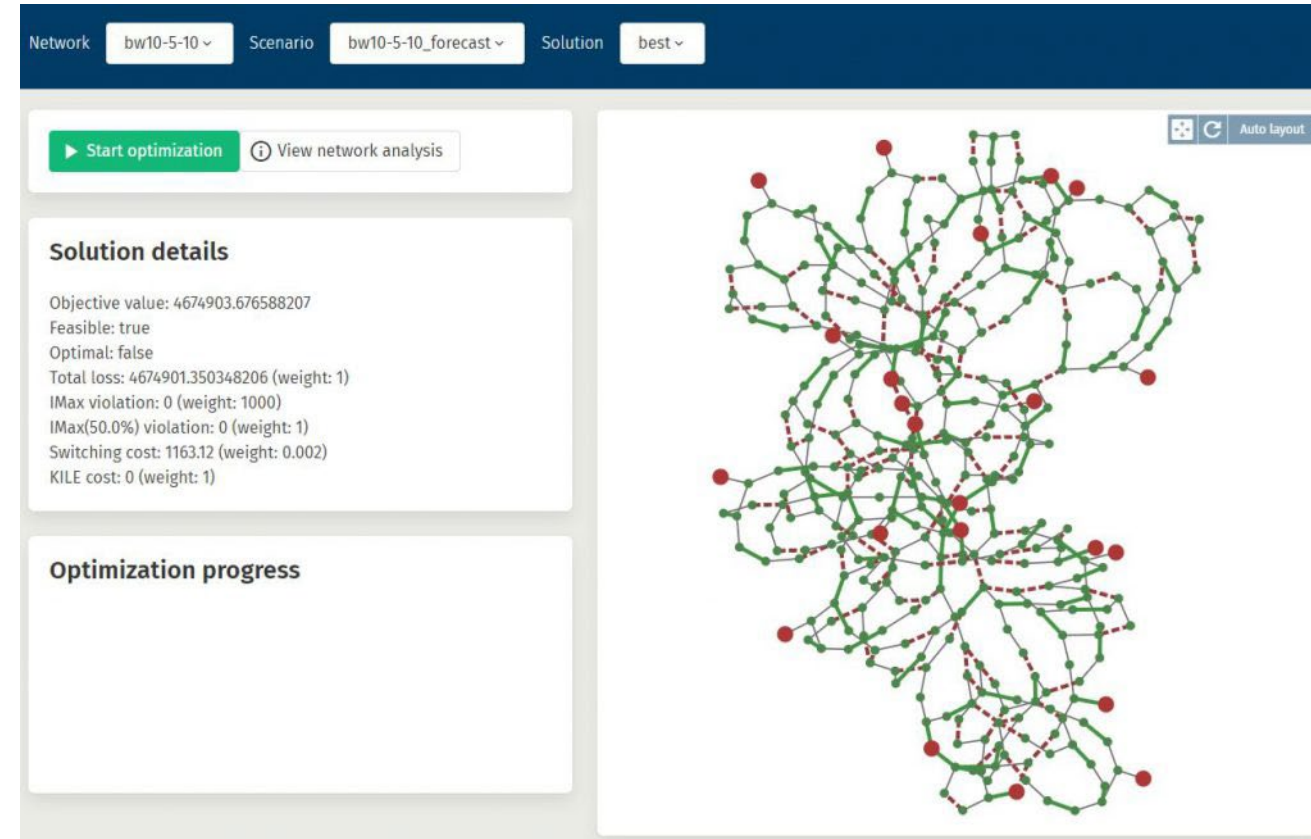 Network bw10-5-10 Scenario bw10-5-10_forecast Solution best
Start optimization View network analysis
Auto layout
Solution details
Objective value: 4674903.676588207
Feasible: true
Optimal: false
Total loss: 4674901.350348206 (weight: 1)
IMax violation: 0 (weight: 1000)
IMax(50.0%) violation: 0 (weight: 1)
Switching cost: 1163.12 (weight: 0.002)
KILE cost: 0 (weight: 1)
Optimization progress